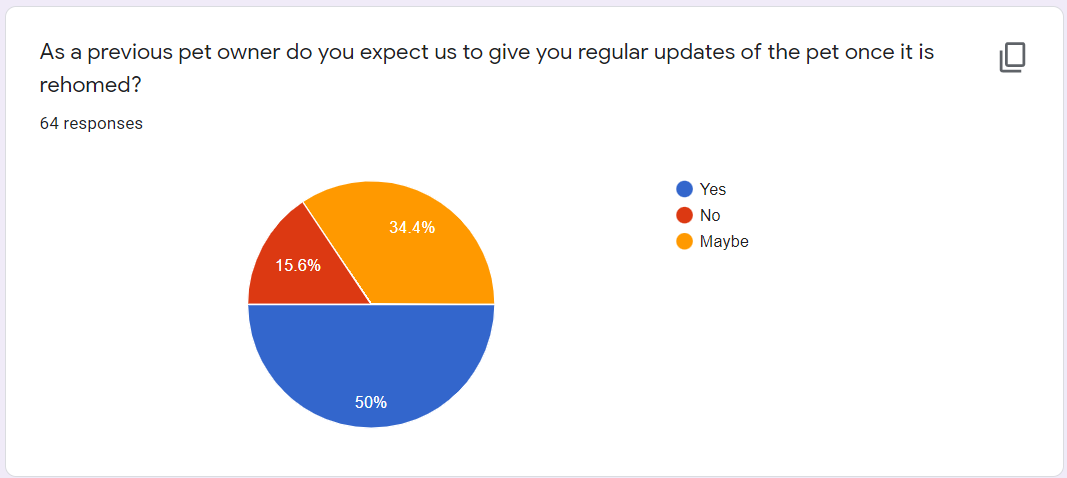 As a previous pet owner do you expect us to give you regular updates of the pet once it is
rehomed?
64 responses
Yes
No
Maybe
34.4%
15.6%
50%